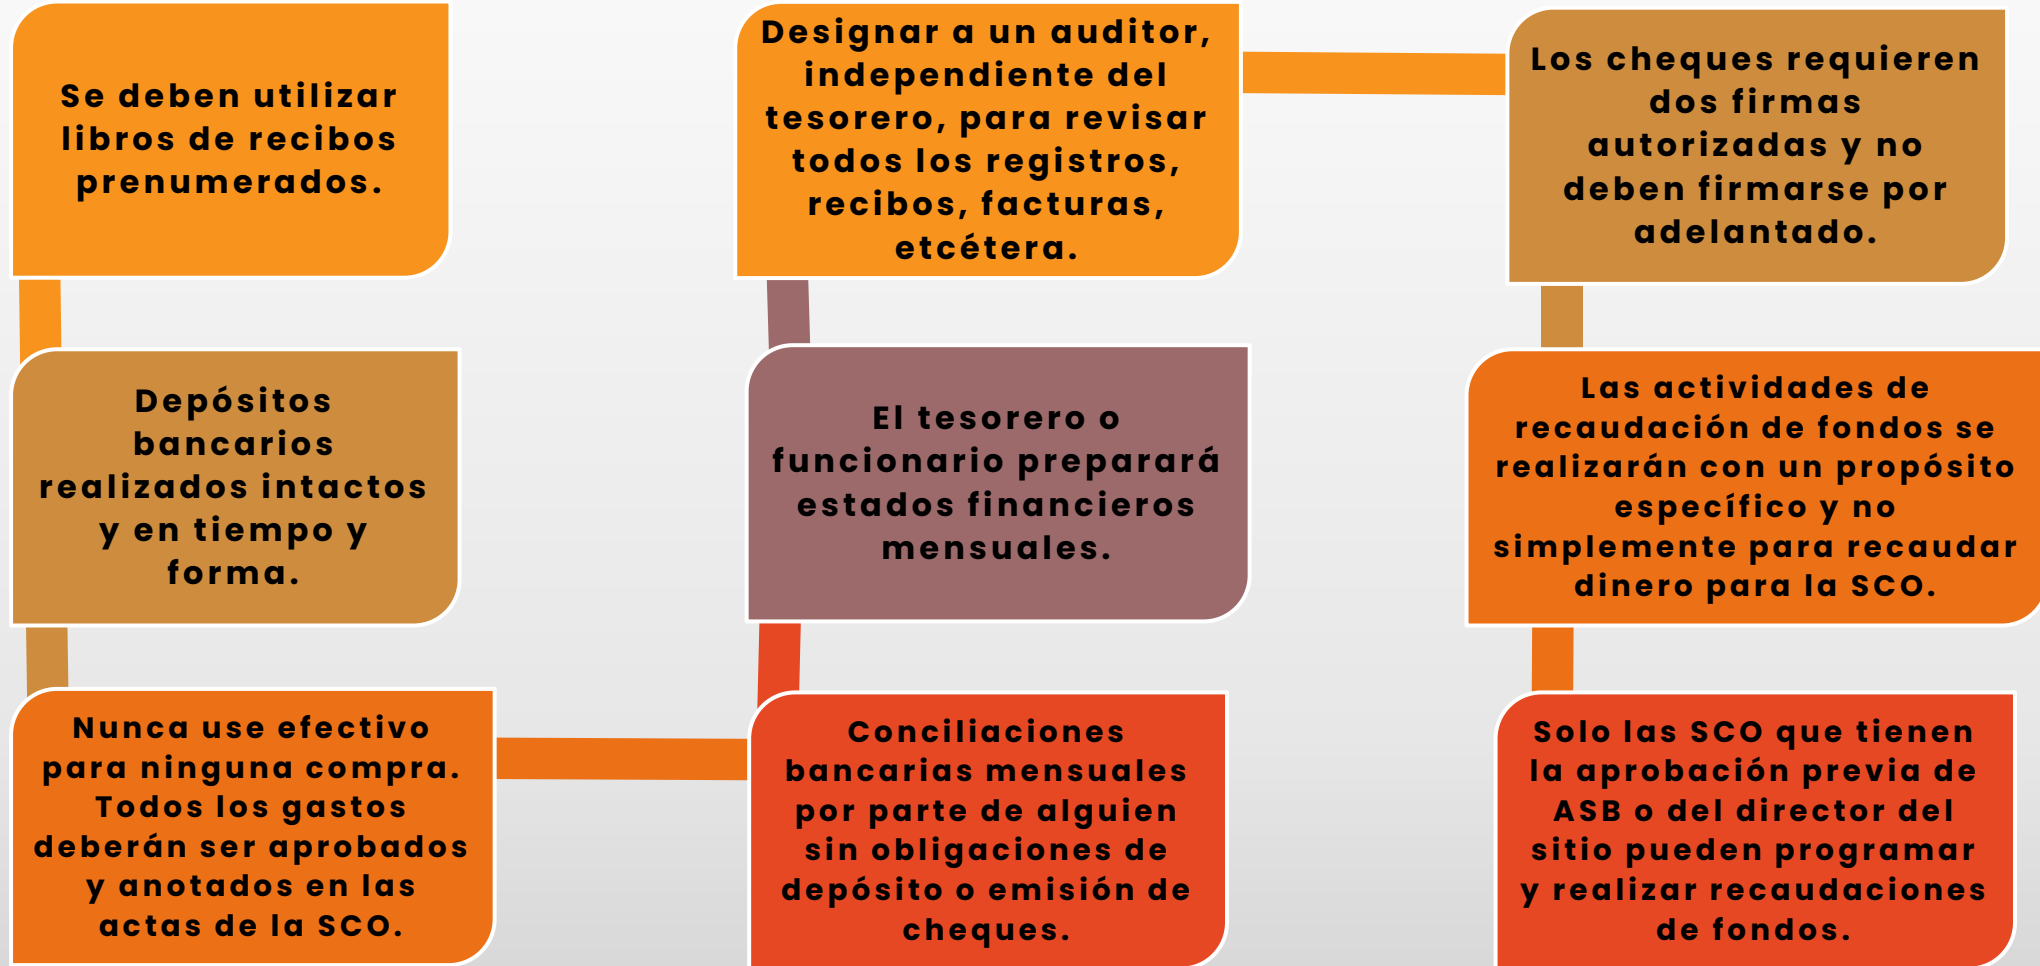 Se deben utilizar
libros de recibos
prenumerados.
Depósitos
bancarios
realizados intactos
y en tiempo y
forma.
Nunca use efectivo
para ninguna compra.
Todos los gastos
deberán ser aprobados
y anotados en las
actas de la SCO.
Conciliaciones
bancarias mensuales
por parte de alguien
sin obligaciones de
depósito o emisión de
cheques.
El tesorero o
funcionario preparará
estados financieros
mensuales.
Designar a un auditor,
independiente del
tesorero, para revisar
todos los registros,
recibos, facturas,
etcétera.
Los cheques requieren
dos firmas
autorizadas y no
deben firmarse por
adelantado.
Las actividades de
recaudación de fondos se
realizarán con un propósito
específico y no
simplemente para recaudar
dinero para la SCO.
Solo las SCO que tienen
la aprobación previa de
ASB o del director del
sitio pueden programar
y realizar recaudaciones
de fondos.